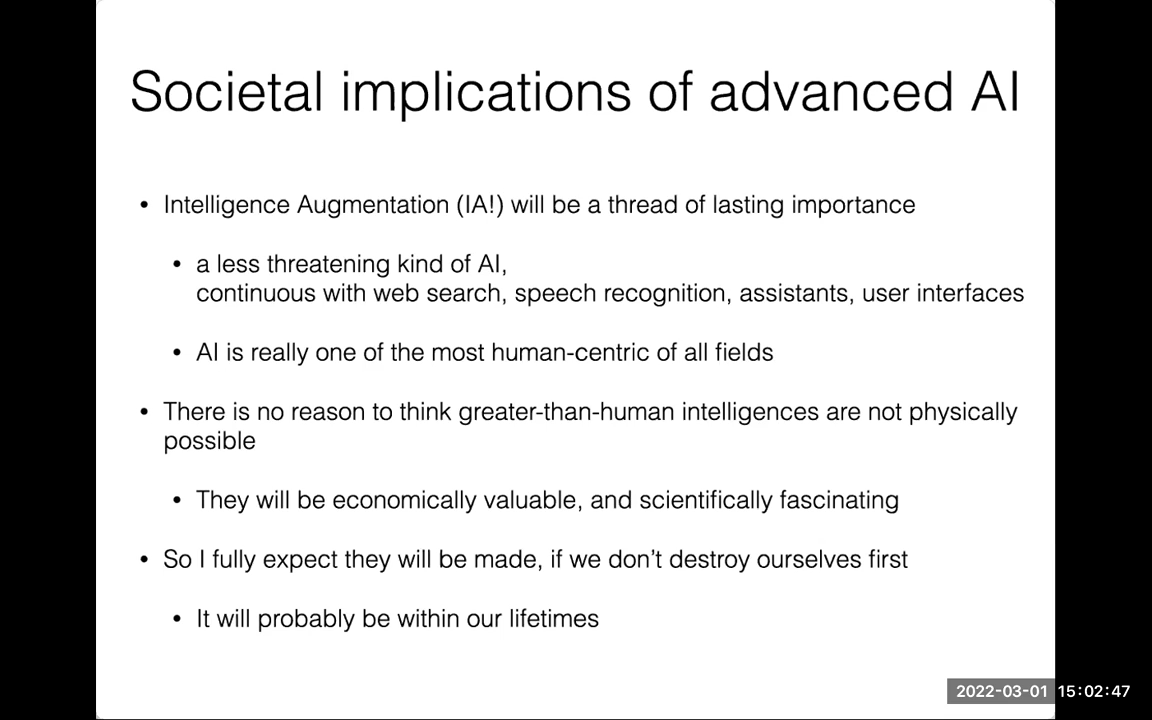 Societal implications of advanced AI
• Intelligence Augmentation (IA!) will be a thread of lasting importance
• a less threatening kind of AI,
continuous with web search, speech recognition, assistants, user interfaces
• AI is really one of the most human-centric of all fields
• There is no reason to think greater-than-human intelligences are not physically
possible
• They will be economically valuable, and scientifically fascinating
• So I fully expect they will be made, if we don’t destroy ourselves first
• It will probably be within our lifetimes
2022-03-01 15:02:47